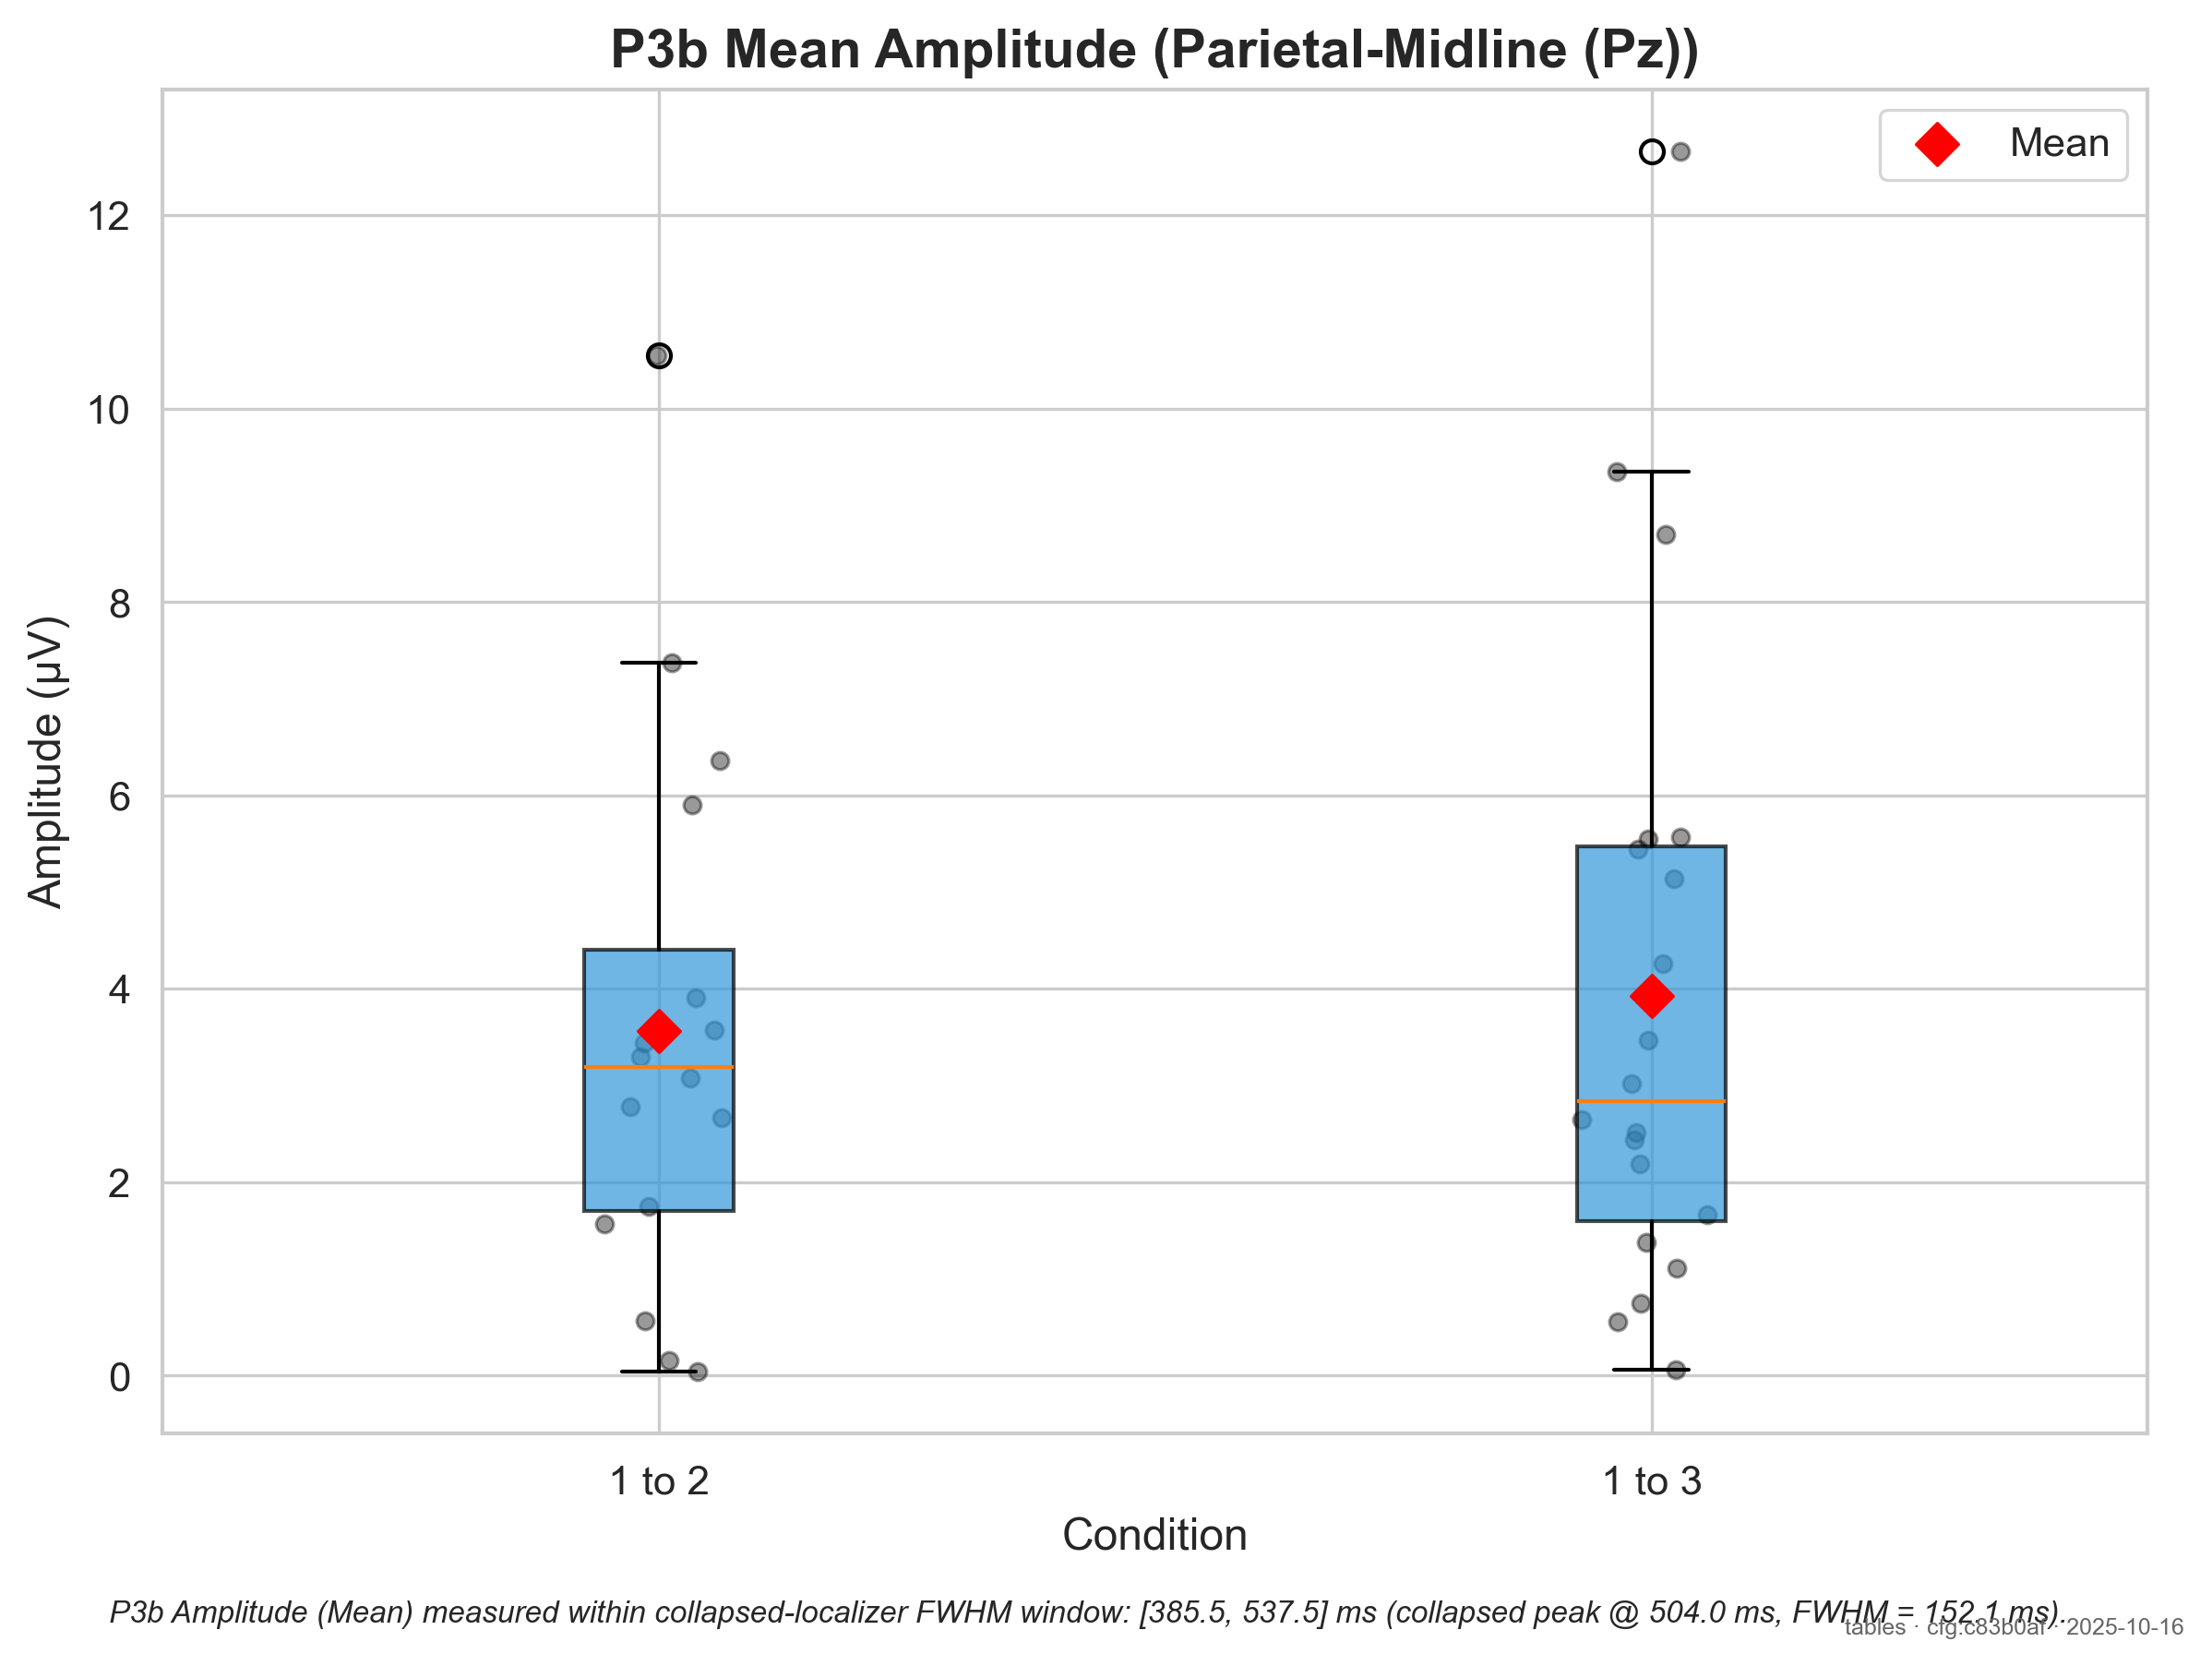 P3b Mean Amplitude (Parietal-Midline (Pz))
Mean
12
10
8
6
4
2
0
Amplitude (µV)
1 to 2
1 to 3
Condition
P3b Amplitude (Mean) measured within collapsed-localizer FWHM window: [385.5, 537.5] ms (collapsed peak @ 504.0 ms, FWHM = 152.1 ms).
tables · cfg:c83b0af · 2025-10-16